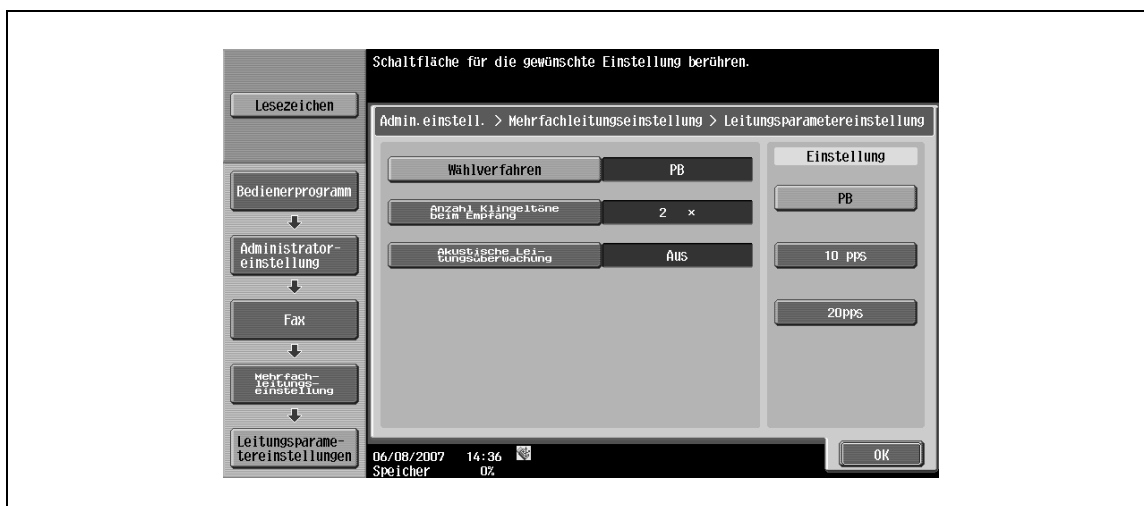 Schaltfläche für die gewünschte Einstellung berühren.
Lesezeichen
Admin.einstell. > Mehrfachleitungseinstellung > Leitungsparametereinstellung
Bedienerprogramm
Administrator-
einstellung
Fax
Mehrfach-
leitungs-
einstellung
Leitungsparame-
tereinstellungen
Wählverfahren
PB
Anzahl Klingeltöne
beim Empfang
2 ×
Akustische Lei-
tungsüberwachung
Aus
Einstellung
PB
10 pps
20pps
06/08/2007 14:36
Speicher 0%
OK